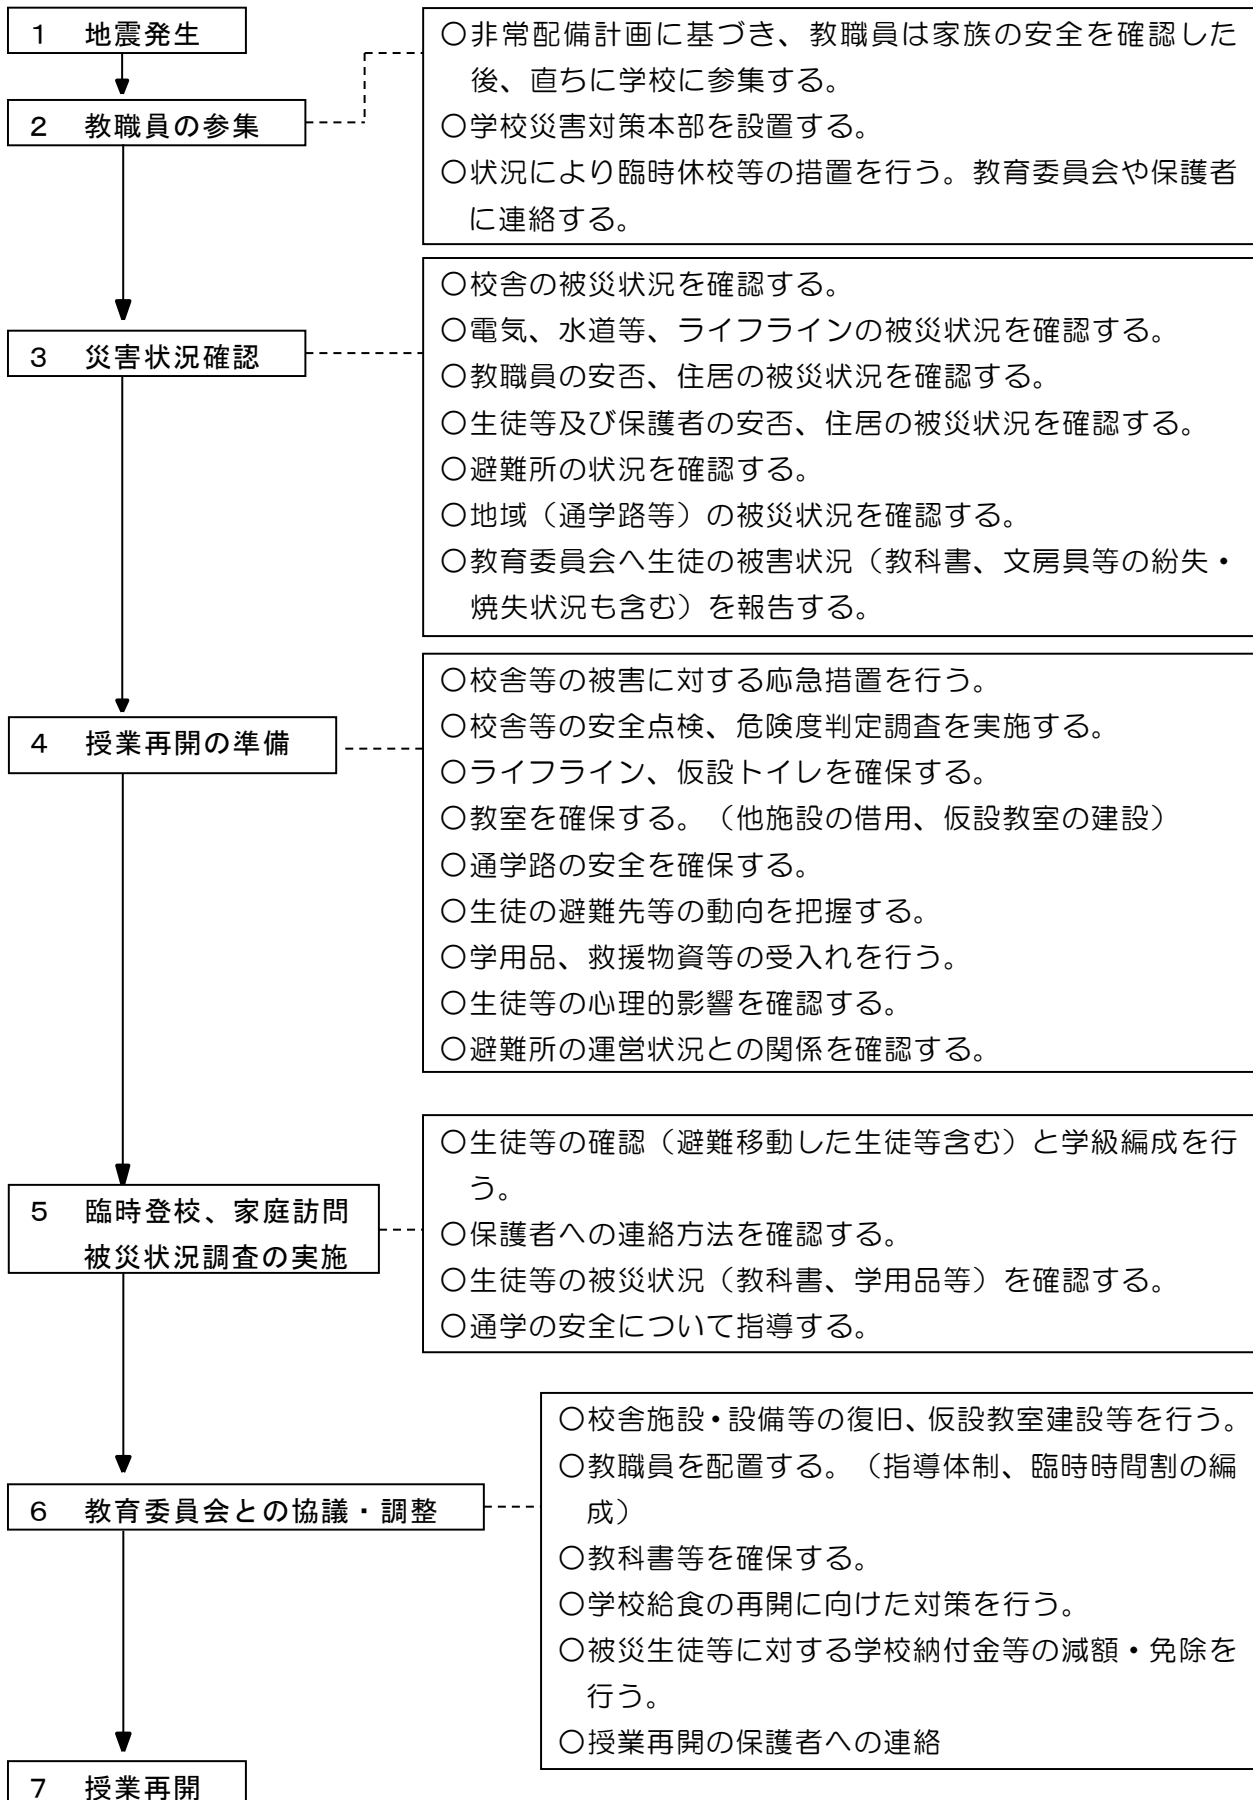 １　地震発生
２　教職員の参集
〇非常配備計画に基づき、教職員は家族の安全を確認した
後、直ちに学校に参集する。
〇学校災害対策本部を設置する。
〇状況により臨時休校等の措置を行う。教育委員会や保護者
に連絡する。
３　災害状況確認
〇校舎の被災状況を確認する。
〇電気、水道等、ライフラインの被災状況を確認する。
〇教職員の安否、住居の被災状況を確認する。
〇生徒等及び保護者の安否、住居の被災状況を確認する。
〇避難所の状況を確認する。
〇地域（通学路等）の被災状況を確認する。
〇教育委員会へ生徒の被害状況（教科書、文房具等の紛失・
焼失状況も含む）を報告する。
４　授業再開の準備
〇校舎等の被害に対する応急措置を行う。
〇校舎等の安全点検、危険度判定調査を実施する。
〇ライフライン、仮設トイレを確保する。
〇教室を確保する。（他施設の借用、仮設教室の建設）
〇通学路の安全を確保する。
〇生徒の避難先等の動向を把握する。
〇学用品、救援物資等の受入れを行う。
〇生徒等の心理的影響を確認する。
〇避難所の運営状況との関係を確認する。
５　臨時登校、家庭訪問
被災状況調査の実施
〇生徒等の確認（避難移動した生徒等含む）と学級編成を行
う。
〇保護者への連絡方法を確認する。
〇生徒等の被災状況（教科書、学用品等）を確認する。
〇通学の安全について指導する。
６　教育委員会との協議・調整
〇校舎施設・設備等の復旧、仮設教室建設等を行う。
〇教職員を配置する。（指導体制、臨時時間割の編
成）
〇教科書等を確保する。
〇学校給食の再開に向けた対策を行う。
〇被災生徒等に対する学校納付金等の減額・免除を
行う。
〇授業再開の保護者への連絡
７　授業再開